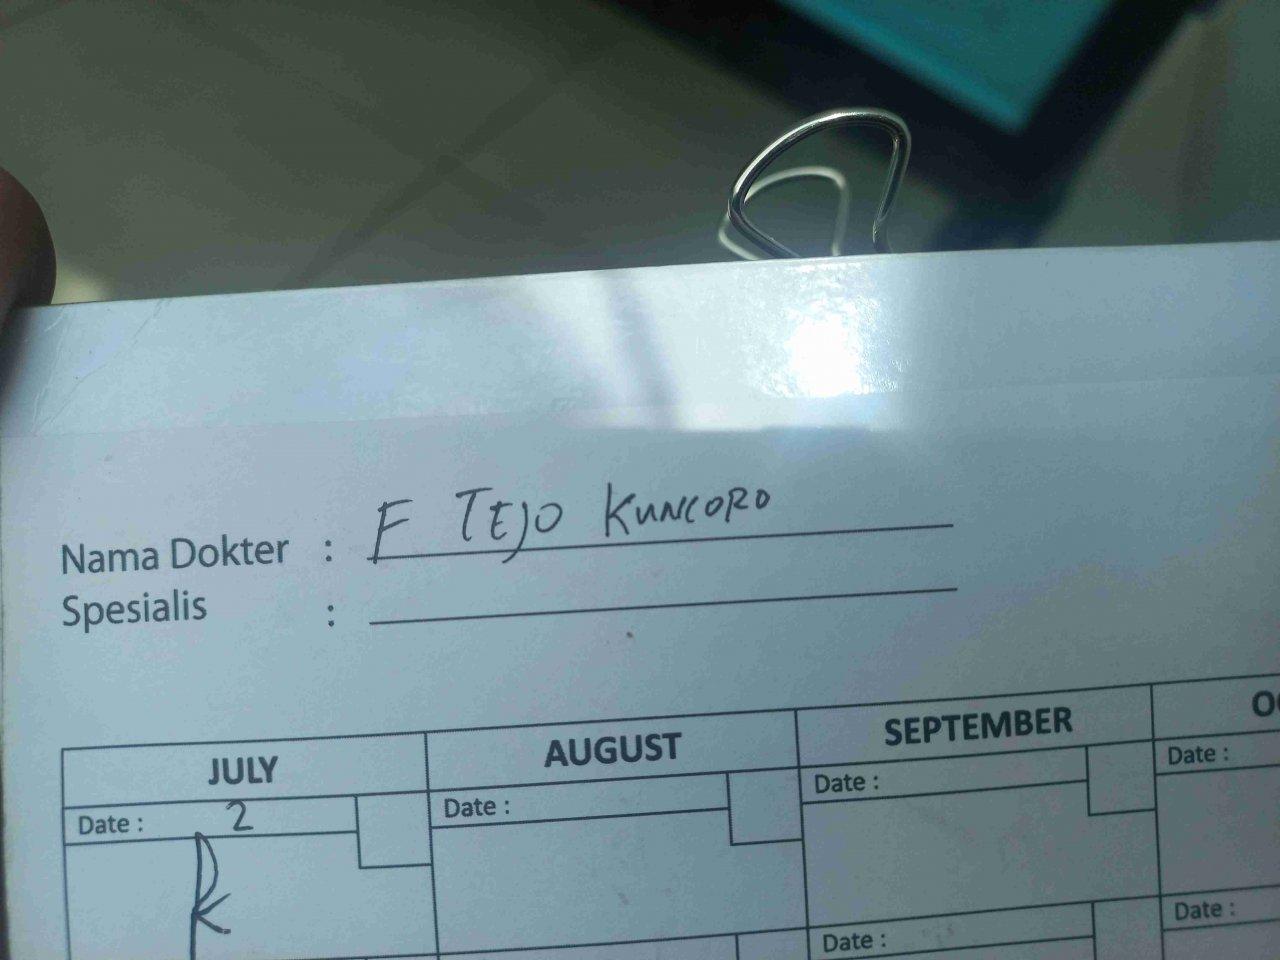 Nama Dokter : F TEJO KUNCORO
Spesialis :
JULY AUGUST SEPTEMBER
Date : 2 Date : Date : Date :
Date : Date :